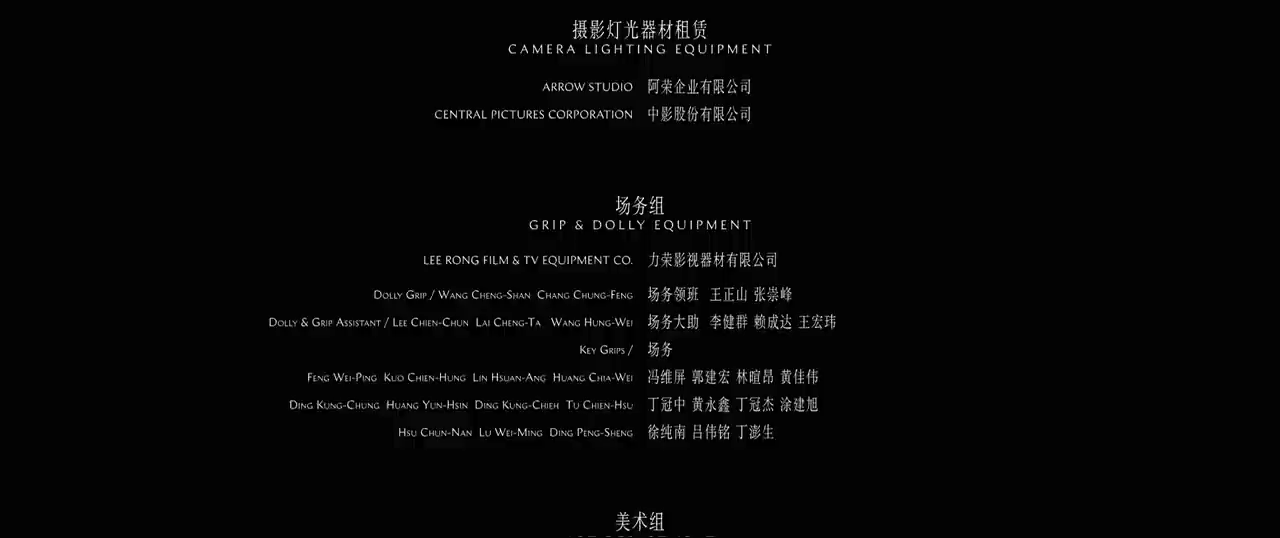 摄影灯光器材租赁
CAMERA LIGHTING EQUIPMENT
ARROW STUDIO 阿荣企业有限公司
CENTRAL PICTURES CORPORATION 中影股份有限公司
场务组
GRIP & DOLLY EQUIPMENT
LEE RONG FILM & TV EQUIPMENT CO. 力荣影视器材有限公司
DOLLY GRIP / WANG CHENG-SHAN CHANG CHUNG-FENG 场务领班 王正山 张崇峰
DOLLY & GRIP ASSISTANT / LEE CHIEN-CHUN LAI CHENG-TA WANG HUNG-WEI 场务大助 李健群 赖成达 王宏玮
KEY GRIPS / 场务
FENG WEI-PING KUO CHIEN-HUNG LIN HSUAN-ANG HUANG CHIA-WEI 冯维屏 郭建宏 林暄昂 黄佳伟
DING KUNG-CHUNG HUANG YUN-HSIN DING KUNG-CHIEH TU CHIEN-HSU 丁冠中 黄永鑫 丁冠杰 涂建旭
HSU CHUN-NAN LU WEI-MING DING PENG-SHENG 徐纯南 吕伟铭 丁澎生
美术组